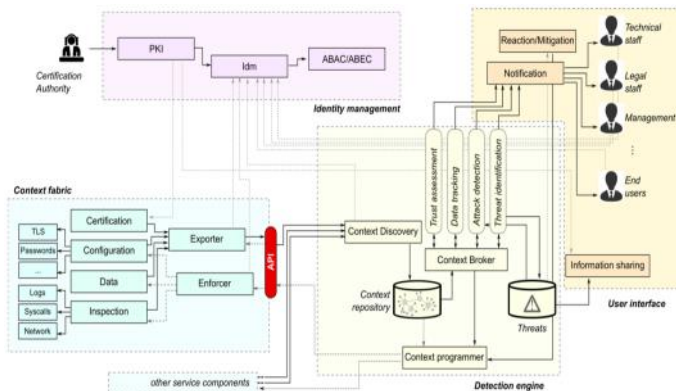 Certification
Authority
PKI
Idm
ABAC/ABEC
Identity management
Reaction/Mitigation
Notification
Technical
staff
Legal
staff
Management
...
End
users
Information sharing
User interface
Context fabric
TLS
Passwords
...
Logs
Syscalls
Network
Certification
Configuration
Data
Inspection
Exporter
Enforcer
API
other service components
Trust assessment
Data tracking
Attack detection
Threat identification
Context Discovery
Context Broker
Context
repository
Threats
Context programmer
Detection engine